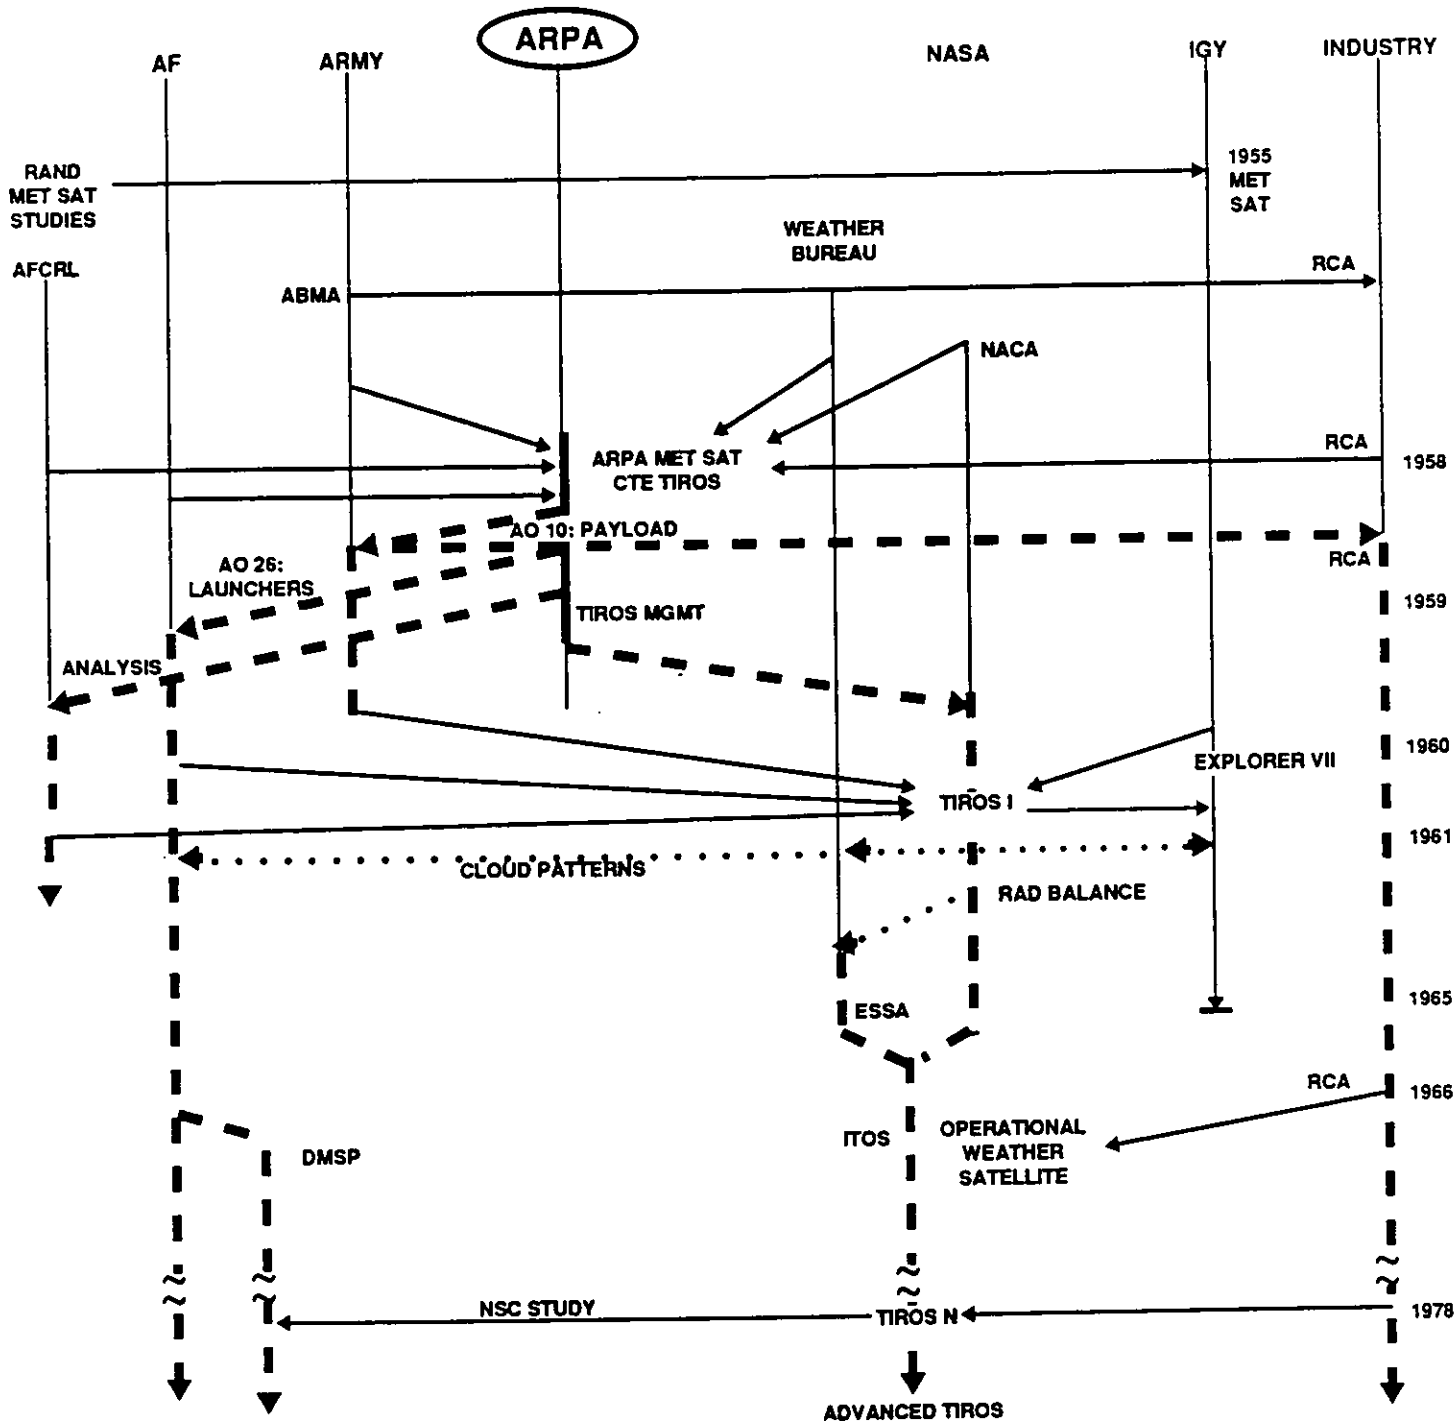 ARPA
AF
ARMY
NASA
IGY
INDUSTRY
RAND
MET SAT
STUDIES
1955
MET
SAT
WEATHER
BUREAU
AFCRL
RCA
ABMA
NACA
RCA
ARPA MET SAT
CTE TIROS
1958
AO 10: PAYLOAD
RCA
AO 26:
LAUNCHERS
TIROS MGMT
1959
ANALYSIS
1960
EXPLORER VII
TIROS I
1961
CLOUD PATTERNS
RAD BALANCE
1965
ESSA
RCA
1966
ITOS
OPERATIONAL
WEATHER
SATELLITE
DMSP
NSC STUDY
TIROS N
1978
ADVANCED TIROS